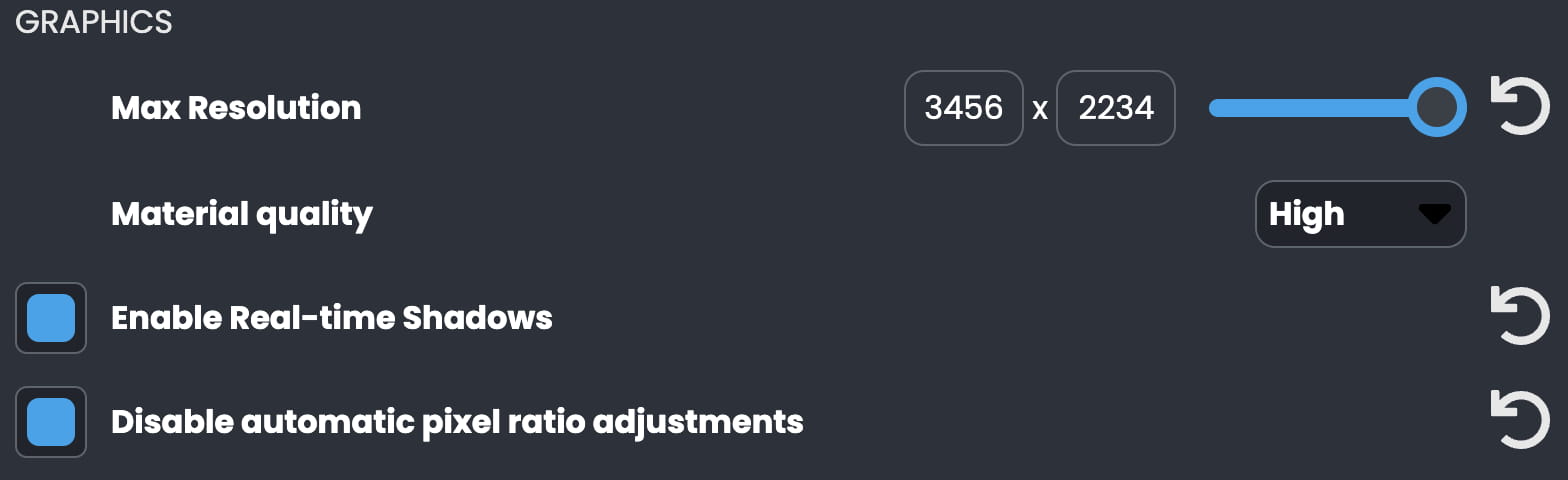 GRAPHICS
Max Resolution 3456 x 2234
Material quality High
Enable Real-time Shadows
Disable automatic pixel ratio adjustments